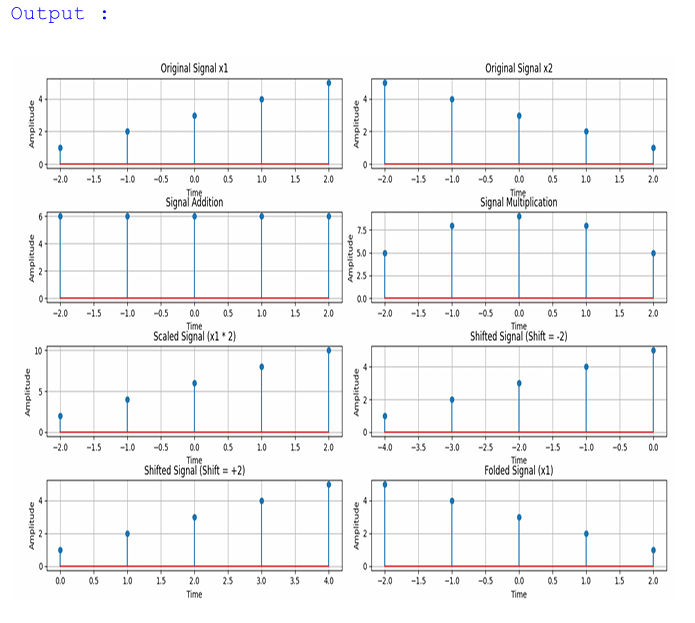 Output :
Original Signal x1
Original Signal x2
Amplitude
4
2
0
−2.0 −1.5 −1.0 −0.5 0.0 0.5 1.0 1.5 2.0
Time
Amplitude
4
2
0
−2.0 −1.5 −1.0 −0.5 0.0 0.5 1.0 1.5 2.0
Time
Signal Addition
Signal Multiplication
Amplitude
6
4
2
0
−2.0 −1.5 −1.0 −0.5 0.0 0.5 1.0 1.5 2.0
Time
Amplitude
7.5
5.0
2.5
0.0
−2.0 −1.5 −1.0 −0.5 0.0 0.5 1.0 1.5 2.0
Time
Scaled Signal (x1 * 2)
Shifted Signal (Shift = -2)
Amplitude
10
5
0
−2.0 −1.5 −1.0 −0.5 0.0 0.5 1.0 1.5 2.0
Time
Amplitude
4
2
0
−4.0 −3.5 −3.0 −2.5 −2.0 −1.5 −1.0 −0.5 0.0
Time
Shifted Signal (Shift = +2)
Folded Signal (x1)
Amplitude
4
2
0
0.0 0.5 1.0 1.5 2.0 2.5 3.0 3.5 4.0
Time
Amplitude
4
2
0
−2.0 −1.5 −1.0 −0.5 0.0 0.5 1.0 1.5 2.0
Time